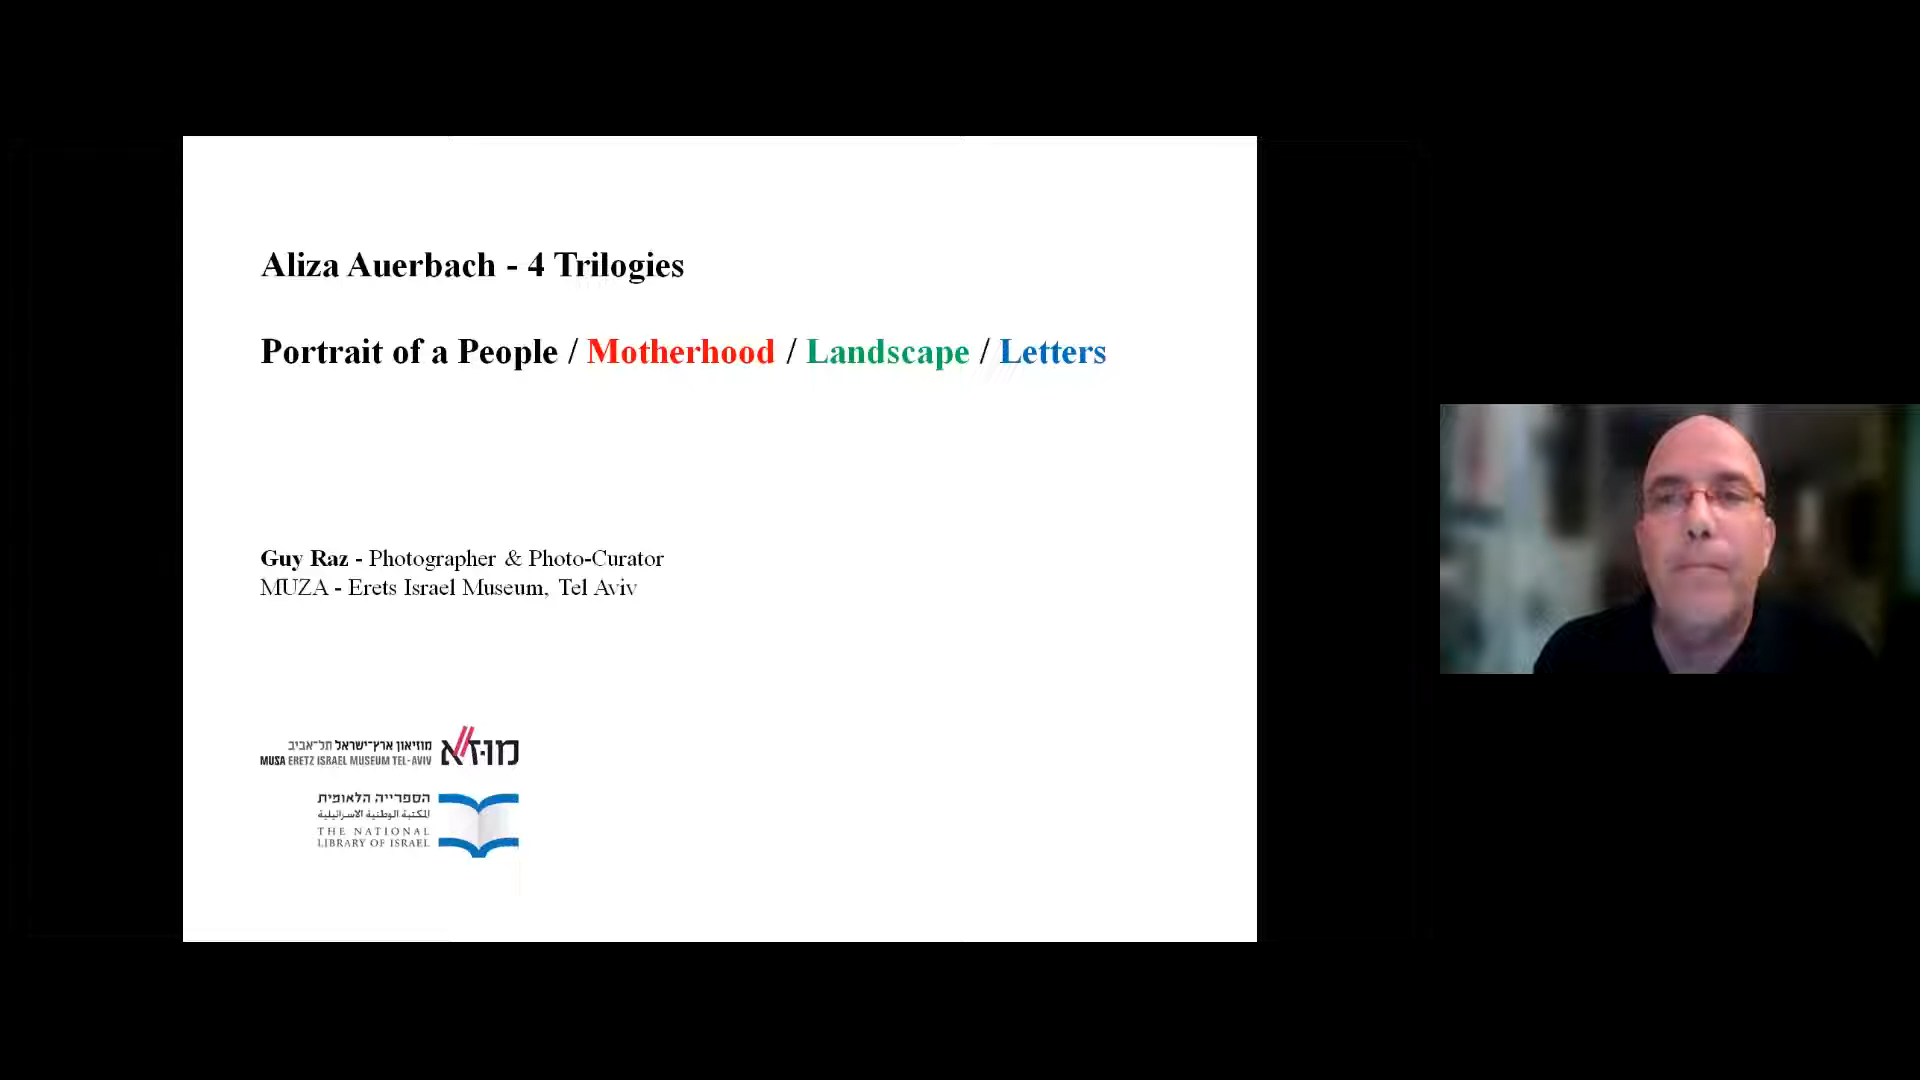 Aliza Auerbach - 4 Trilogies
Portrait of a People / Motherhood / Landscape / Letters
Guy Raz - Photographer & Photo-Curator
MUZA - Erets Israel Museum, Tel Aviv
מוזיאון ארץ־ישראל תל־אביב
MUSA ERETZ ISRAEL MUSEUM TEL-AVIV
מוזא
הספרייה הלאומית
المكتبة الوطنية الاسرائيلية
THE NATIONAL
LIBRARY OF ISRAEL